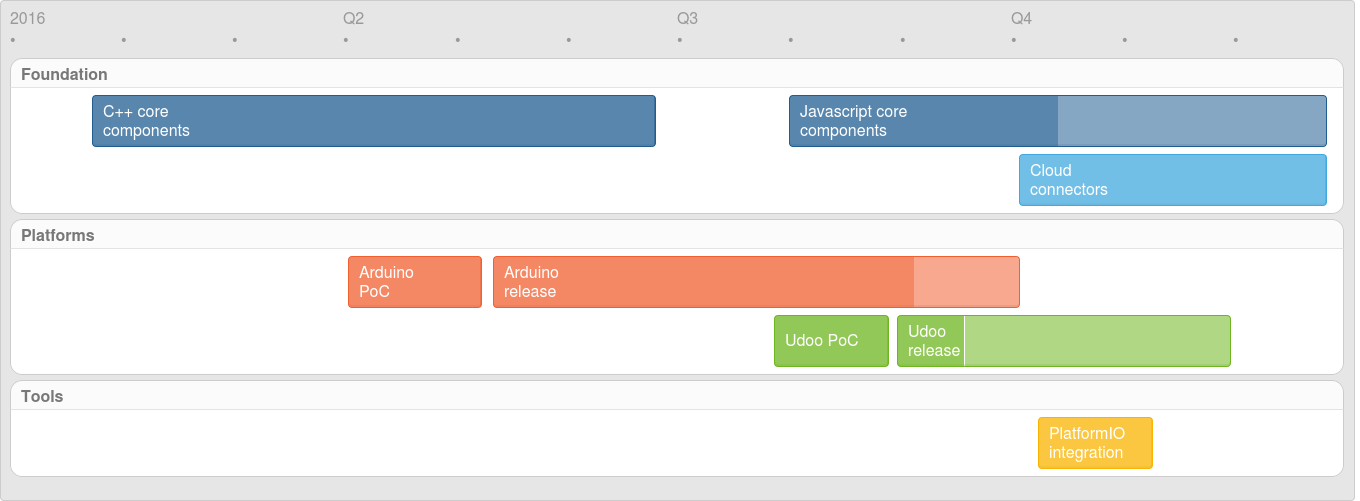 2016 Q2 Q3 Q4
Foundation
C++ core
components
Javascript core
components
Cloud
connectors
Platforms
Arduino
PoC
Arduino
release
Udoo PoC
Udoo
release
Tools
PlatformIO
integration